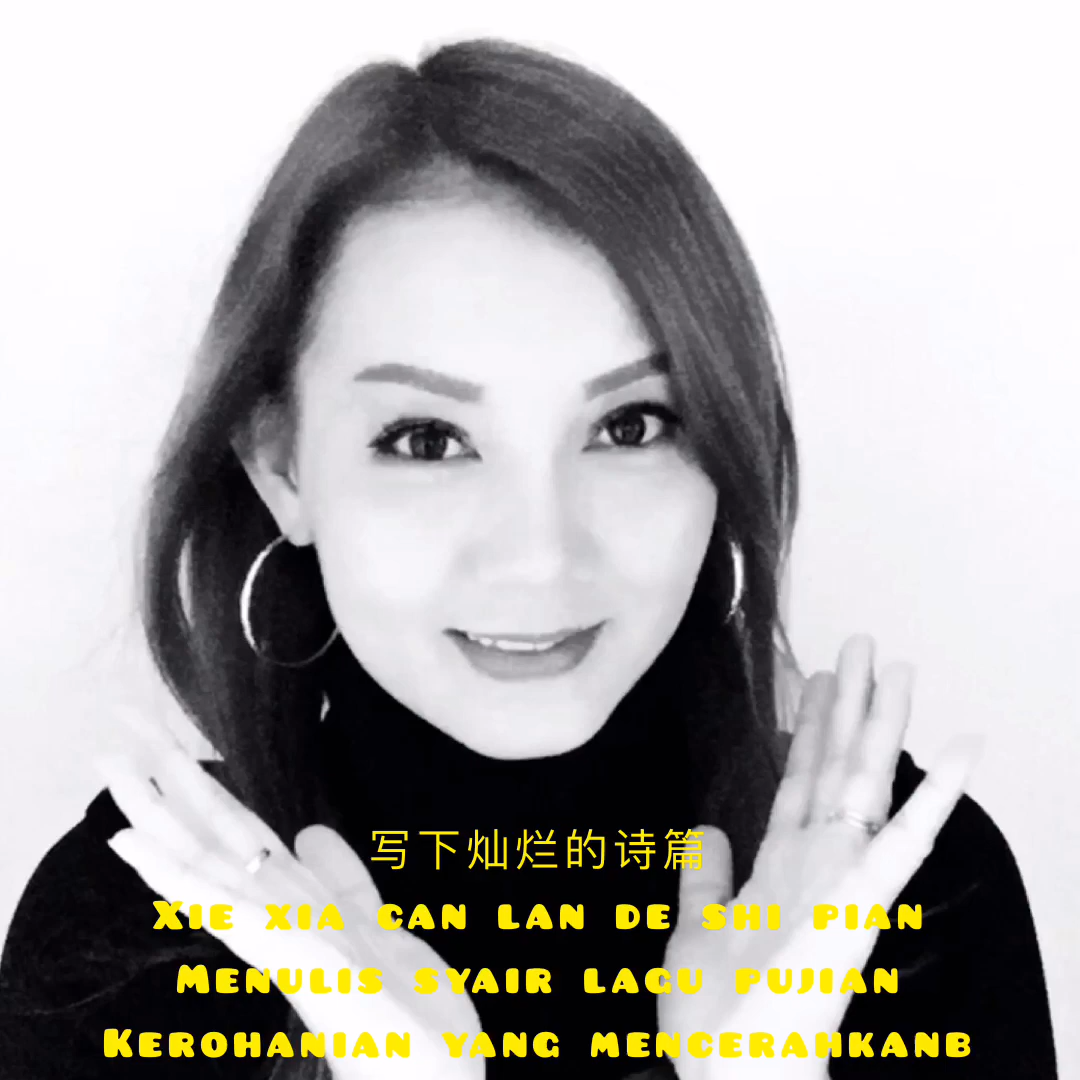 写下灿烂的诗篇
Xie xia can lan de shi pian
Menulis syair lagu pujian
Kerohanian yang mencerahkanb